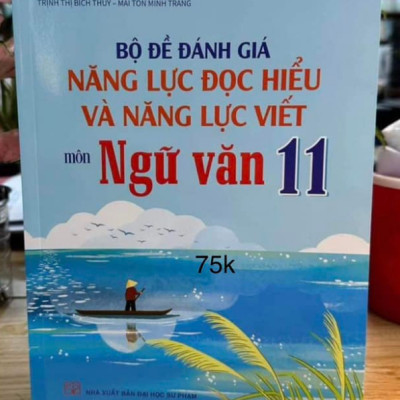 TRỊNH THỊ BÍCH THỦY – MAI TÔN MINH TRANG
BỘ ĐỀ ĐÁNH GIÁ
NĂNG LỰC ĐỌC HIỂU
VÀ NĂNG LỰC VIẾT
môn Ngữ văn 11
75k
NHÀ XUẤT BẢN ĐẠI HỌC SƯ PHẠM